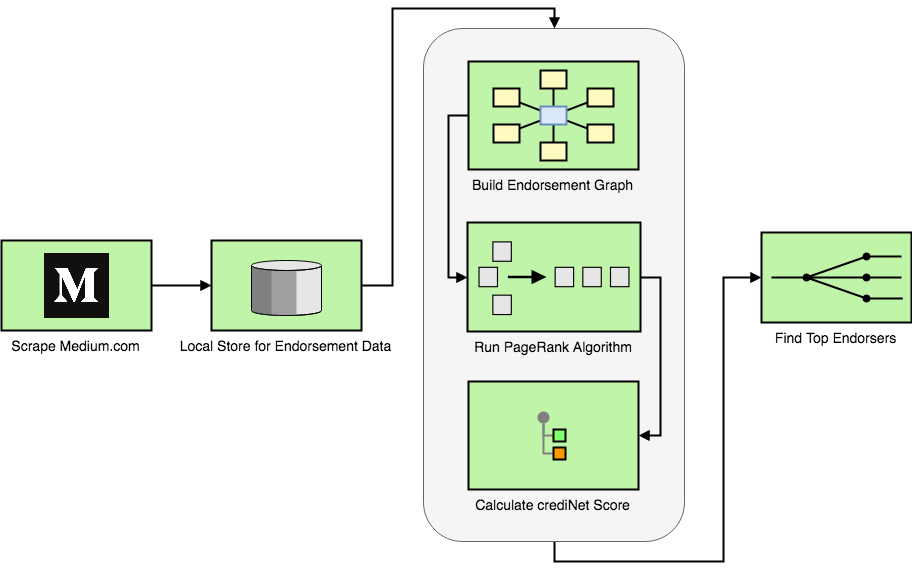 M
Scrape Medium.com
Local Store for Endorsement Data
Build Endorsement Graph
Run PageRank Algorithm
Calculate crediNet Score
Find Top Endorsers